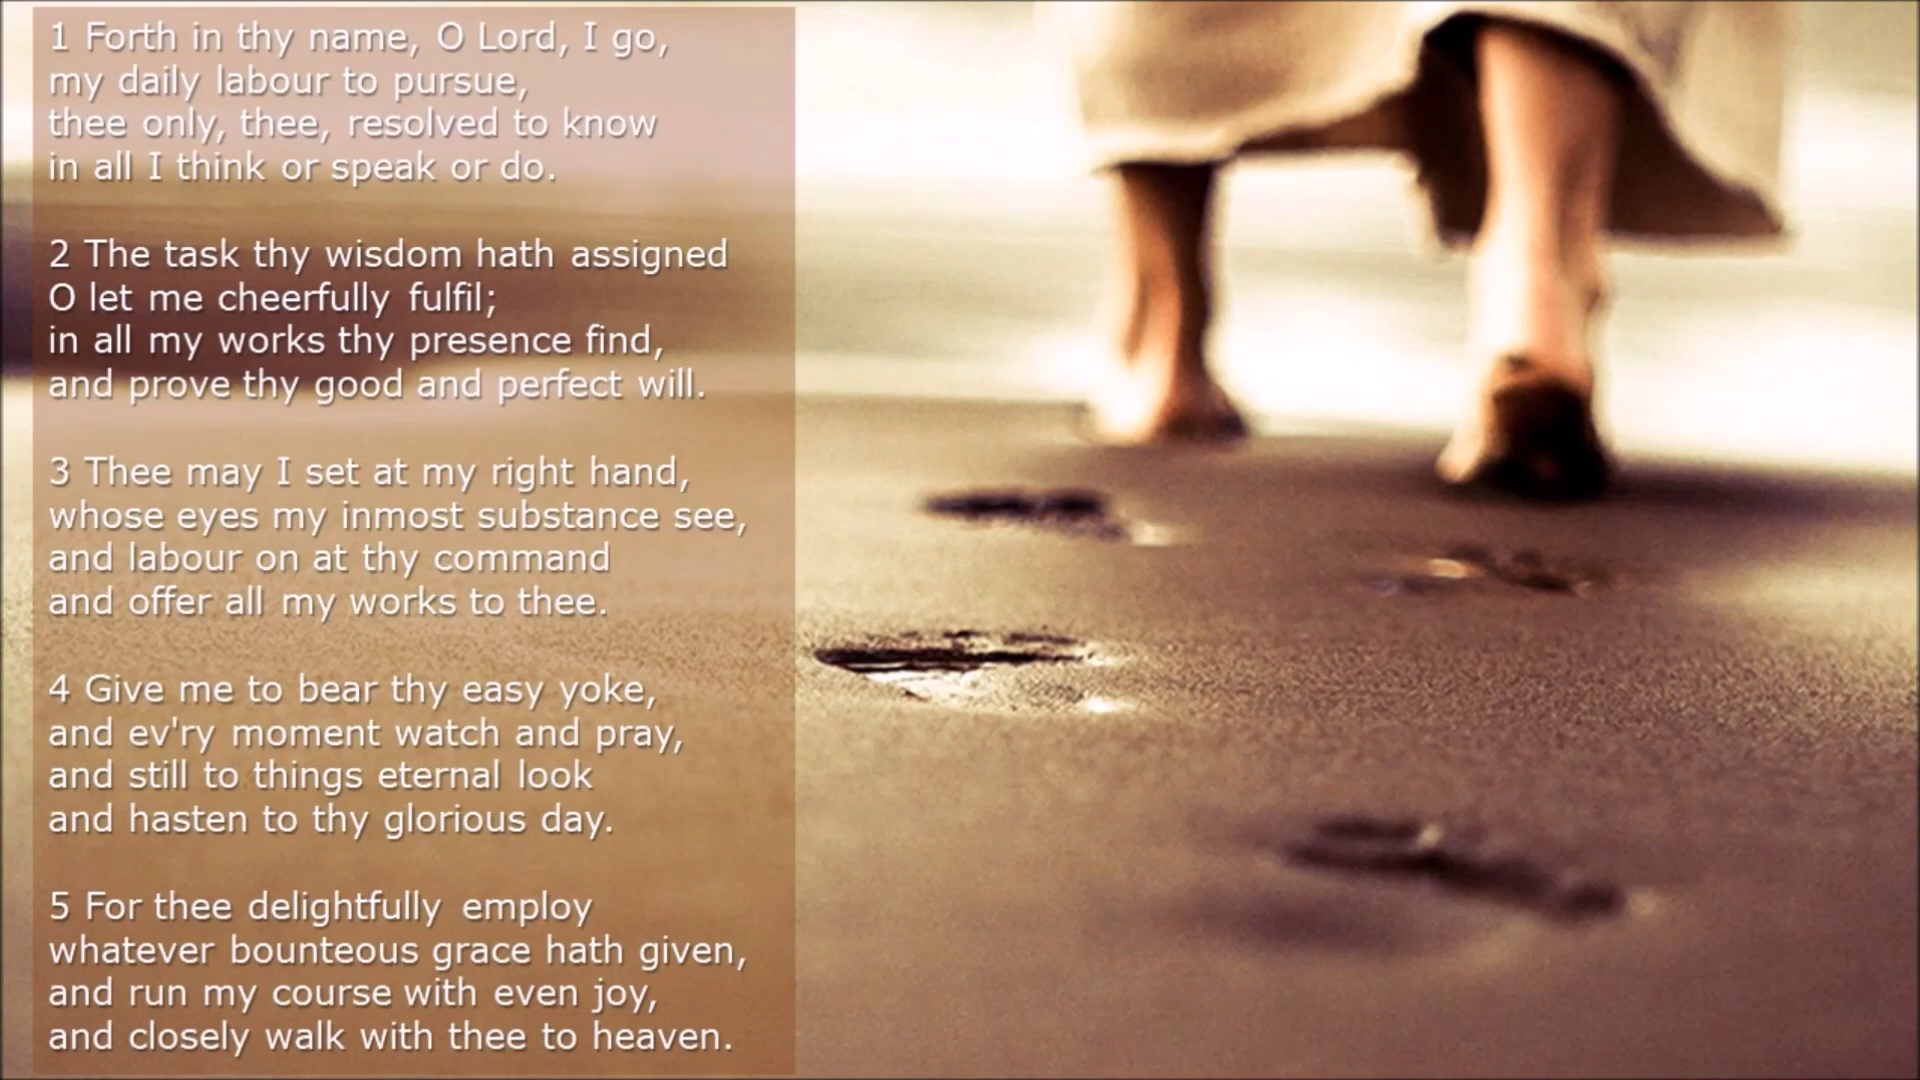 1 Forth in thy name, O Lord, I go,
my daily labour to pursue,
thee only, thee, resolved to know
in all I think or speak or do.
2 The task thy wisdom hath assigned
O let me cheerfully fulfil;
in all my works thy presence find,
and prove thy good and perfect will.
3 Thee may I set at my right hand,
whose eyes my inmost substance see,
and labour on at thy command
and offer all my works to thee.
4 Give me to bear thy easy yoke,
and ev'ry moment watch and pray,
and still to things eternal look
and hasten to thy glorious day.
5 For thee delightfully employ
whatever bounteous grace hath given,
and run my course with even joy,
and closely walk with thee to heaven.